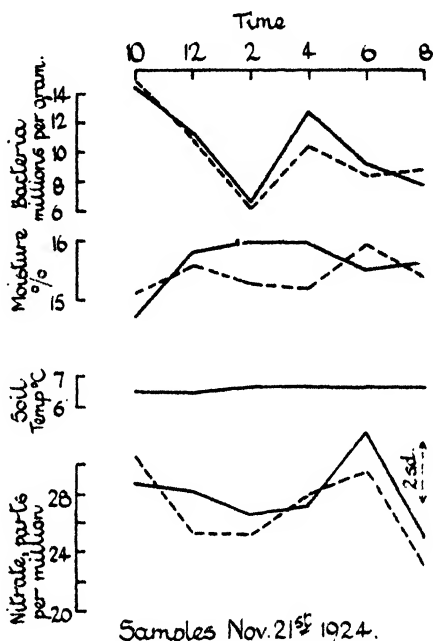 Time
10 12 2 4 6 8
Bacteria
millions per gram.
14
12
10
8
6
Moisture
%
16
15
Soil
Temp °C
7
6
Nitrate, parts
per million
28
24
20
2 s.d.
Samples Nov. 21st 1924.